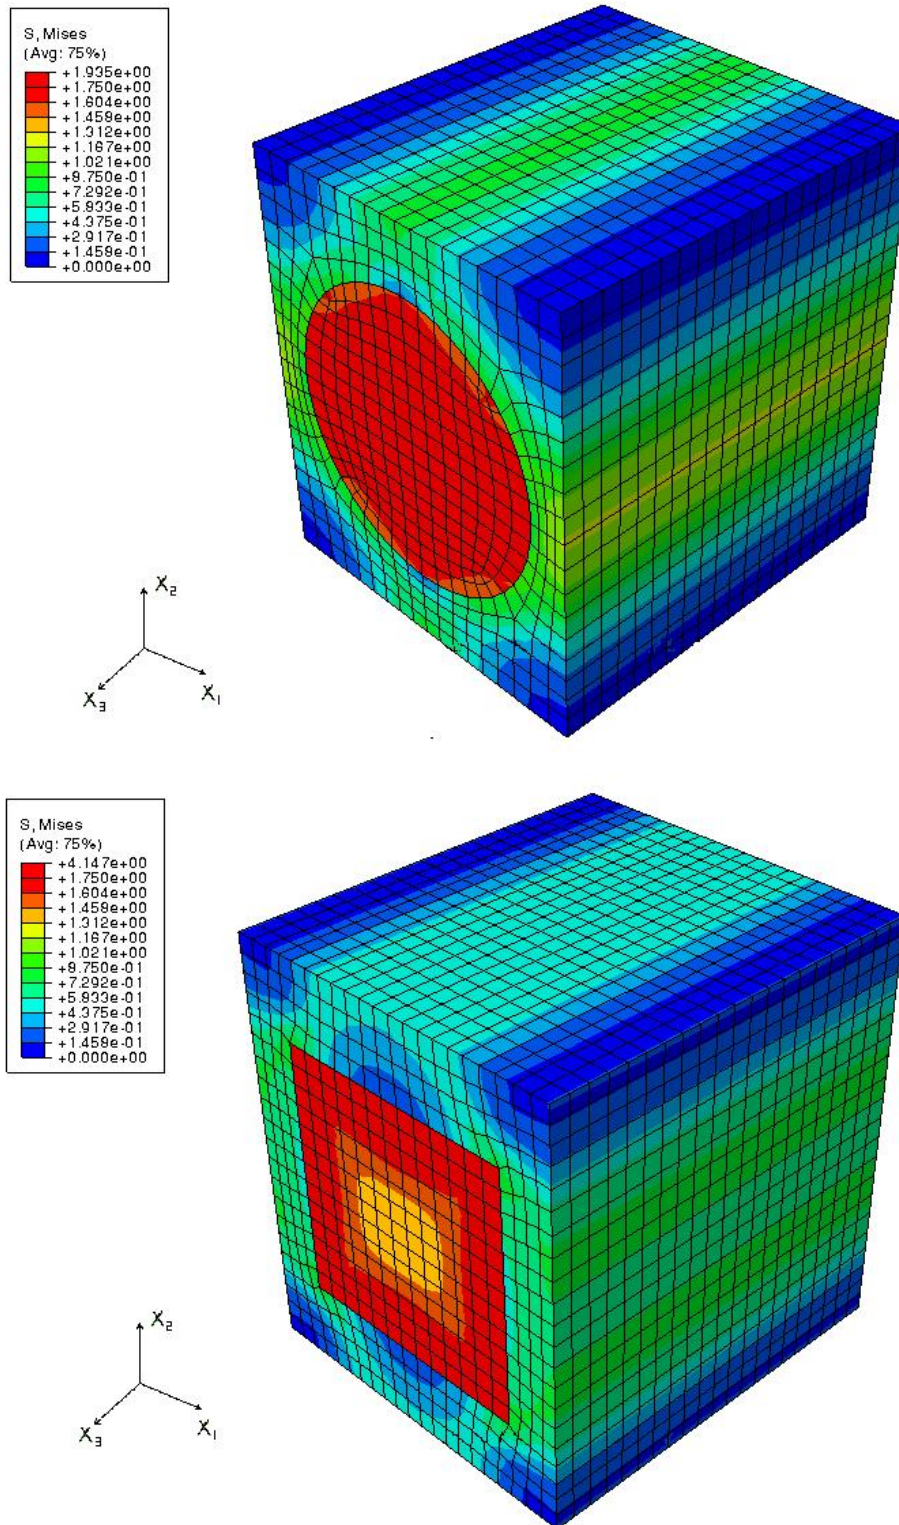 S, Mises
(Avg: 75%)
+1.935e+00
+1.750e+00
+1.604e+00
+1.459e+00
+1.312e+00
+1.167e+00
+1.021e+00
+8.750e-01
+7.292e-01
+5.833e-01
+4.375e-01
+2.917e-01
+1.458e-01
+0.000e+00
X₂
X₃
X₁
S, Mises
(Avg: 75%)
+4.147e+00
+1.750e+00
+1.604e+00
+1.459e+00
+1.312e+00
+1.167e+00
+1.021e+00
+9.750e-01
+7.292e-01
+5.933e-01
+4.375e-01
+2.917e-01
+1.459e-01
+0.000e+00
X₂
X₃
X₁